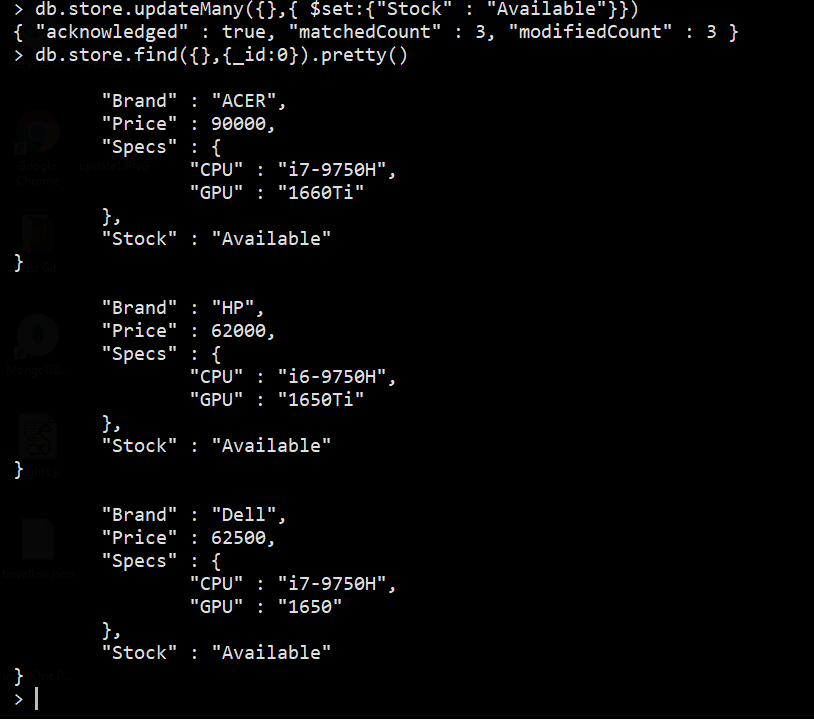 > db.store.updateMany({},{ $set:{"Stock" : "Available"}})
{ "acknowledged" : true, "matchedCount" : 3, "modifiedCount" : 3 }
> db.store.find({},{_id:0}).pretty()
"Brand" : "ACER",
"Price" : 90000,
"Specs" : {
"CPU" : "i7-9750H",
"GPU" : "1660Ti"
},
"Stock" : "Available"
}
"Brand" : "HP",
"Price" : 62000,
"Specs" : {
"CPU" : "i6-9750H",
"GPU" : "1650Ti"
},
"Stock" : "Available"
}
"Brand" : "Dell",
"Price" : 62500,
"Specs" : {
"CPU" : "i7-9750H",
"GPU" : "1650"
},
"Stock" : "Available"
}
>
Google
Chrome